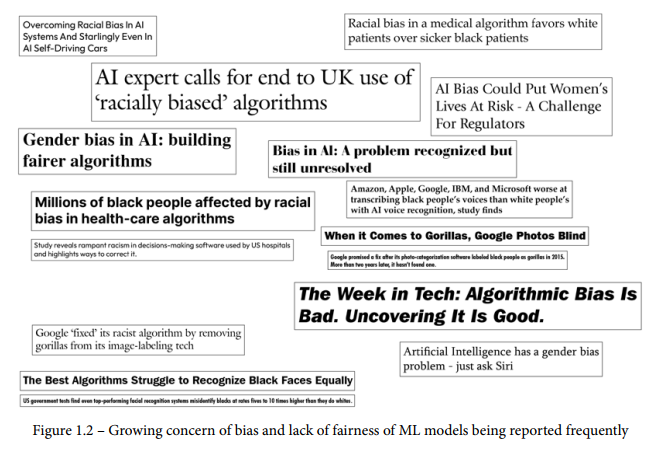 Overcoming Racial Bias In AI
Systems And Starlingly Even In
AI Self-Driving Cars
Racial bias in a medical algorithm favors white
patients over sicker black patients
AI expert calls for end to UK use of
‘racially biased’ algorithms
AI Bias Could Put Women’s
Lives At Risk - A Challenge
For Regulators
Gender bias in AI: building
fairer algorithms
Bias in AI: A problem recognized but
still unresolved
Millions of black people affected by racial
bias in health-care algorithms
Study reveals rampant racism in decisions-making software used by US hospitals
and highlights ways to correct it.
Amazon, Apple, Google, IBM, and Microsoft worse at
transcribing black people’s voices than white people’s
with AI voice recognition, study finds
When it Comes to Gorillas, Google Photos Blind
Google promised a fix after its photo-categorization software labeled black people as gorillas in 2015.
More than two years later, it hasn’t found one.
The Week in Tech: Algorithmic Bias Is
Bad. Uncovering It Is Good.
Google ‘fixed’ its racist algorithm by removing
gorillas from its image-labeling tech
Artificial Intelligence has a gender bias
problem - just ask Siri
The Best Algorithms Struggle to Recognize Black Faces Equally
US government tests find even top-performing facial recognition systems misidentify blacks at rates fives to 10 times higher than they do whites.
Figure 1.2 – Growing concern of bias and lack of fairness of ML models being reported frequently